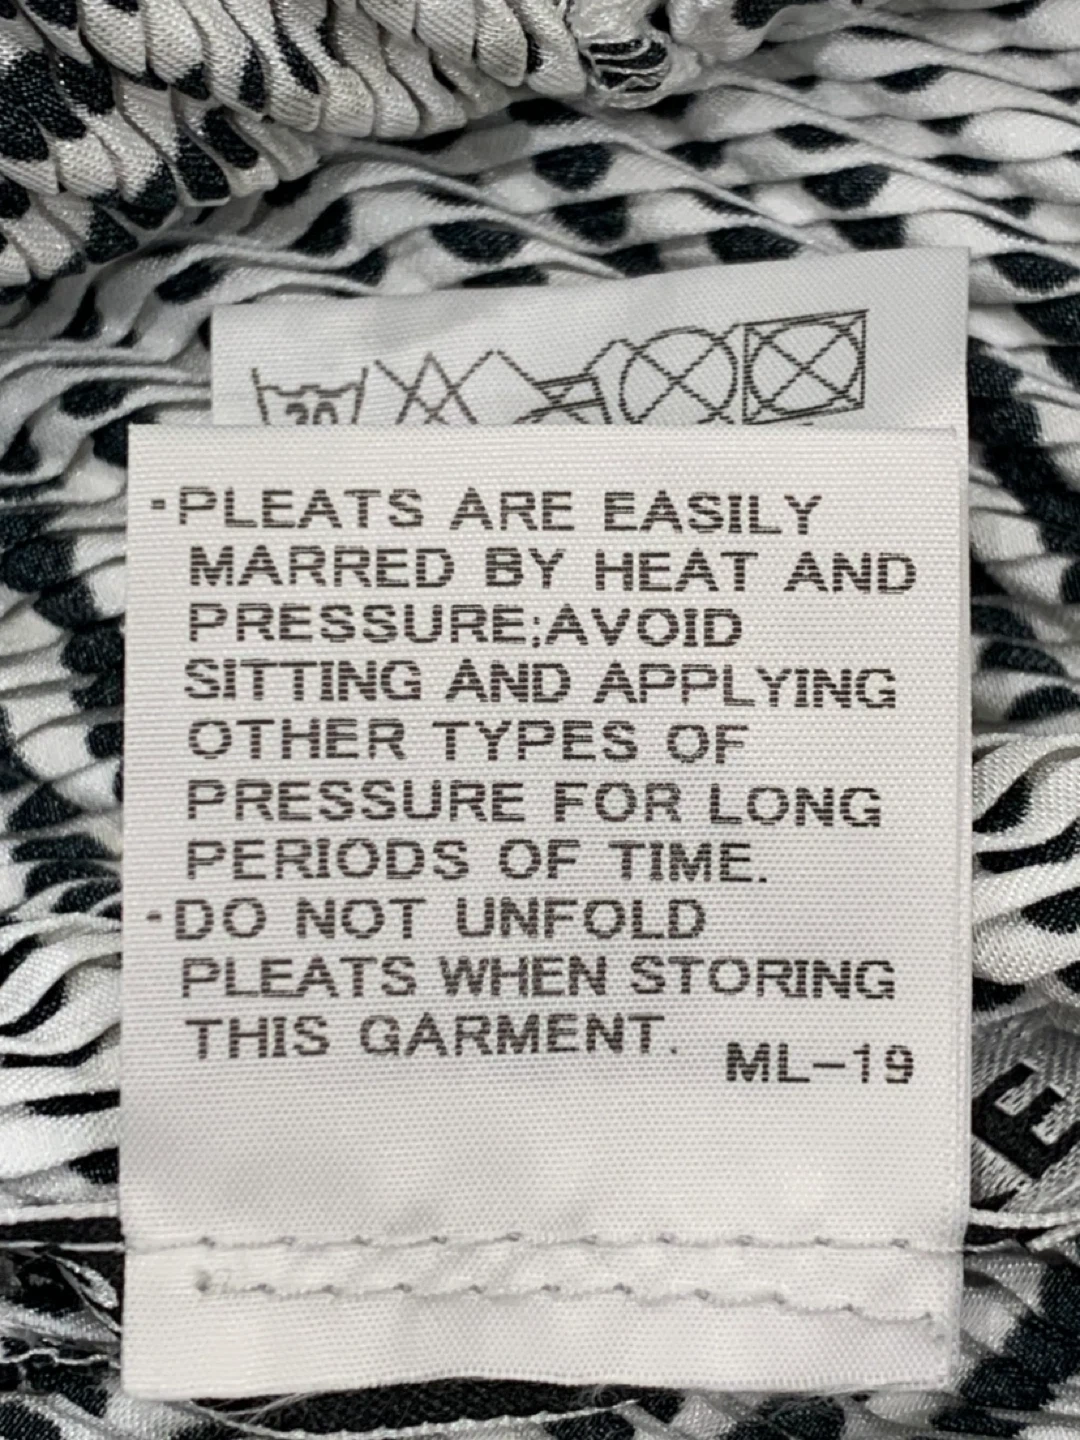 30
·PLEATS ARE EASILY
MARRED BY HEAT AND
PRESSURE;AVOID
SITTING AND APPLYING
OTHER TYPES OF
PRESSURE FOR LONG
PERIODS OF TIME.
·DO NOT UNFOLD
PLEATS WHEN STORING
THIS GARMENT.
ML-19